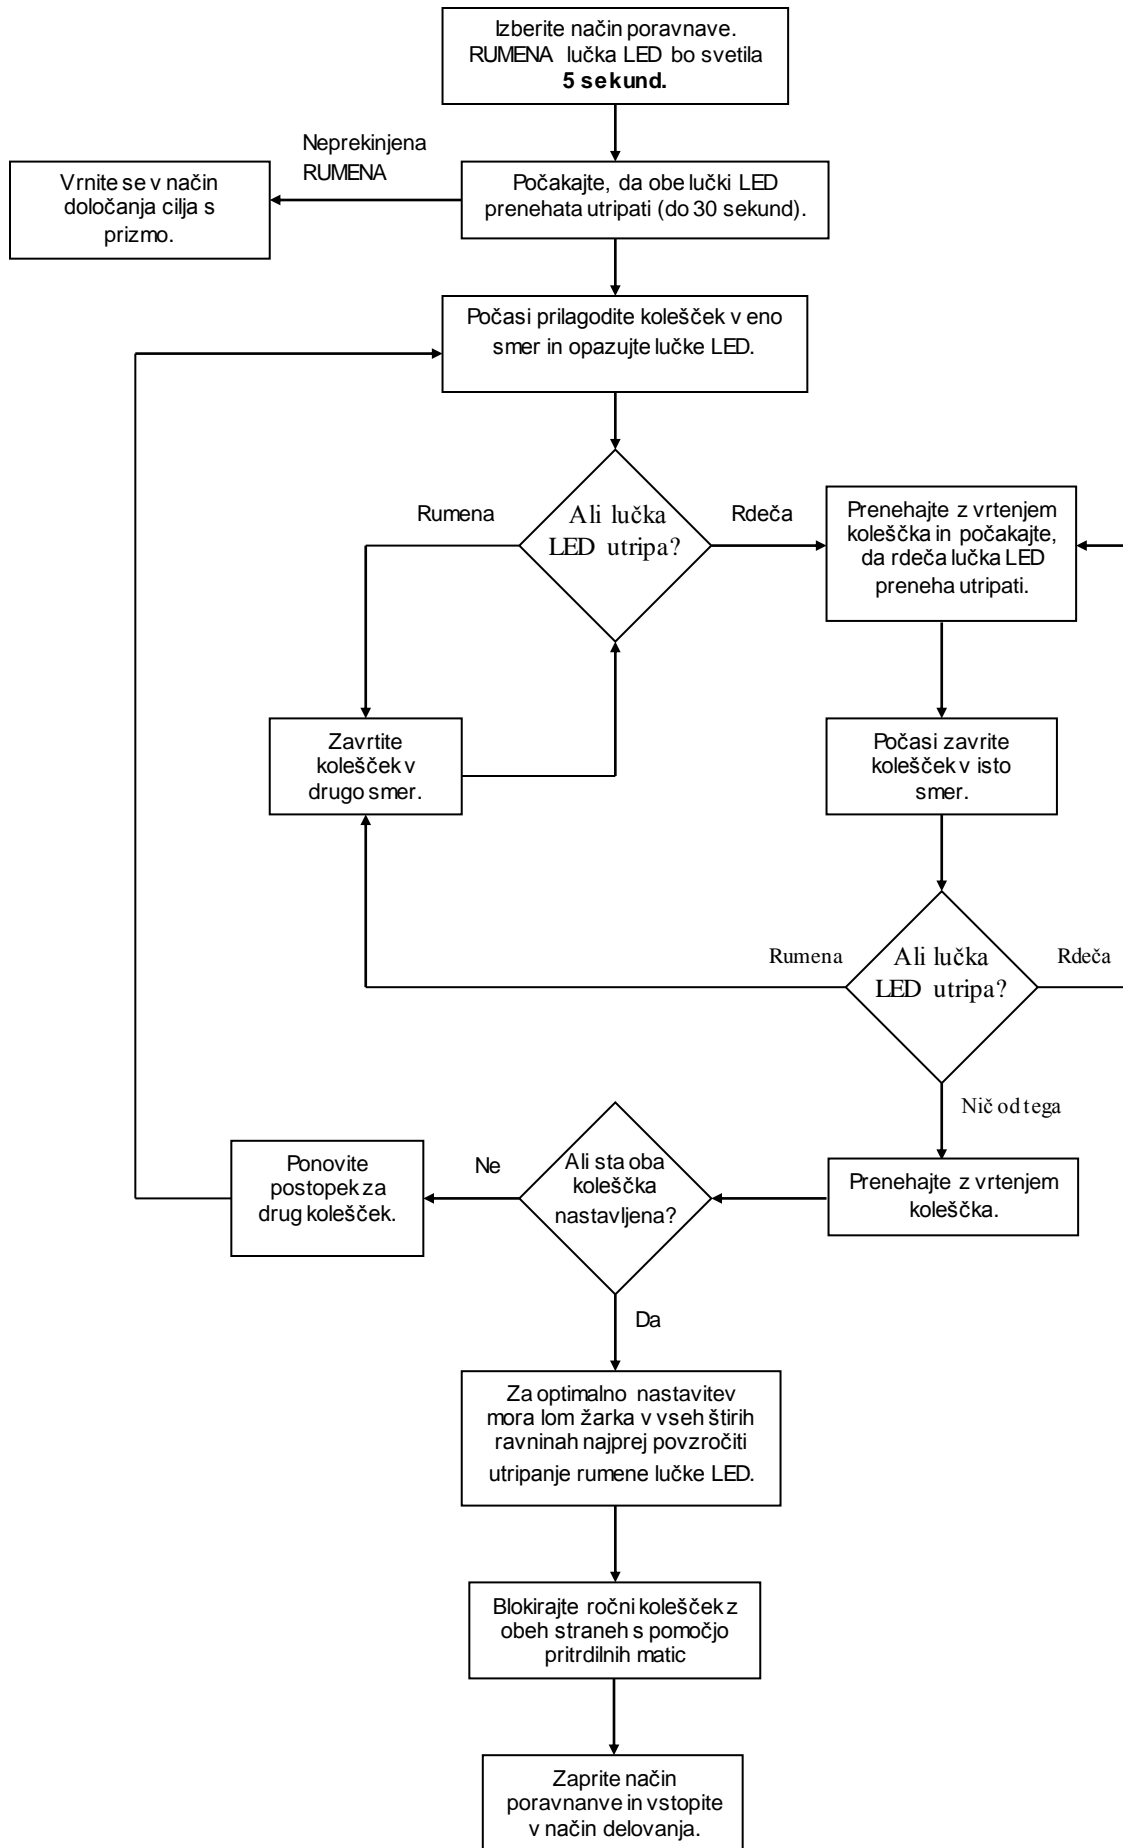 Izberite način poravnave.
RUMENA lučka LED bo svetila
5 sekund.
Neprekinjena
RUMENA
Vrnite se v način
določanja cilja s
prizmo.
Počakajte, da obe lučki LED
prenehata utripati (do 30 sekund).
Počasi prilagodite kolešček v eno
smer in opazujte lučke LED.
Rumena
Ali lučka
LED utripa?
Rdeča
Prenehajte z vrtenjem
koleščka in počakajte,
da rdeča lučka LED
preneha utripati.
Zavrtite
kolešček v
drugo smer.
Počasi zavrite
kolešček v isto
smer.
Rumena
Ali lučka
LED utripa?
Rdeča
Nič od tega
Ponovite
postopek za
drug kolešček.
Ne
Ali sta oba
koleščka
nastavljena?
Prenehajte z vrtenjem
koleščka.
Da
Za optimalno nastavitev
mora lom žarka v vseh štirih
ravninah najprej povzročiti
utripanje rumene lučke LED.
Blokirajte ročni kolešček z
obeh straneh s pomočjo
pritrdilnih matic
Zaprite način
poravnanve in vstopite
v način delovanja.